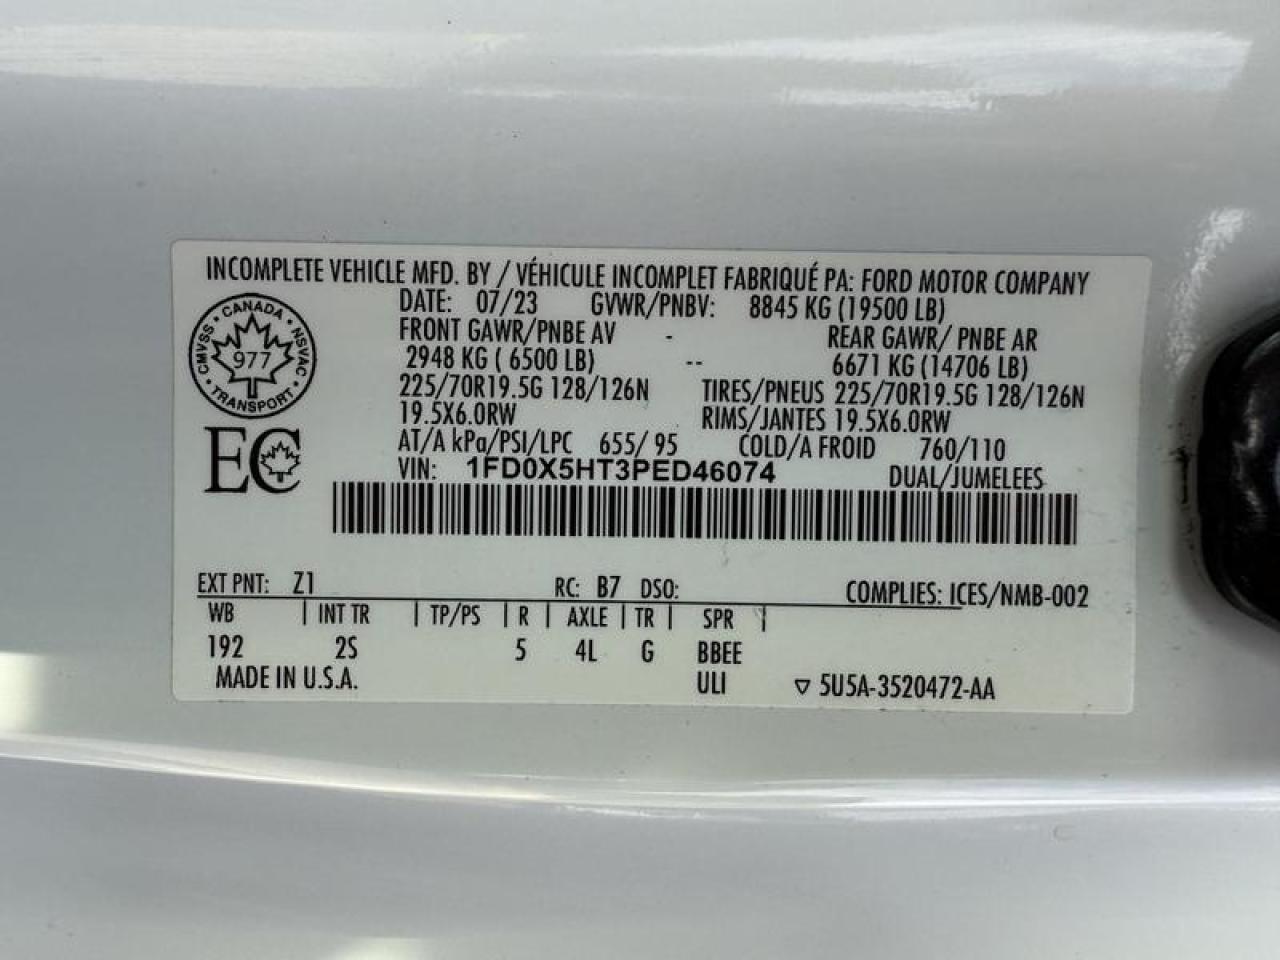 INCOMPLETE VEHICLE MFD. BY / VÉHICULE INCOMPLET FABRIQUÉ PA: FORD MOTOR COMPANY
DATE: 07/23 GVWR/PNBV: 8845 KG (19500 LB)
FRONT GAWR/PNBE AV - REAR GAWR/ PNBE AR
2948 KG ( 6500 LB) -- 6671 KG (14706 LB)
225/70R19.5G 128/126N TIRES/PNEUS 225/70R19.5G 128/126N
19.5X6.0RW RIMS/JANTES 19.5X6.0RW
AT/A kPa/PSI/LPC 655/ 95 COLD/A FROID 760/110
VIN: 1FD0X5HT3PED46074 DUAL/JUMELEES
CANADA
CMVSS NSVAC
977
TRANSPORT
EC
EXT PNT: Z1 RC: B7 DSO: COMPLIES: ICES/NMB-002
WB | INT TR | TP/PS | R | AXLE | TR | SPR |
192 2S 5 4L G BBEE
MADE IN U.S.A. ULI ▽ 5U5A-3520472-AA